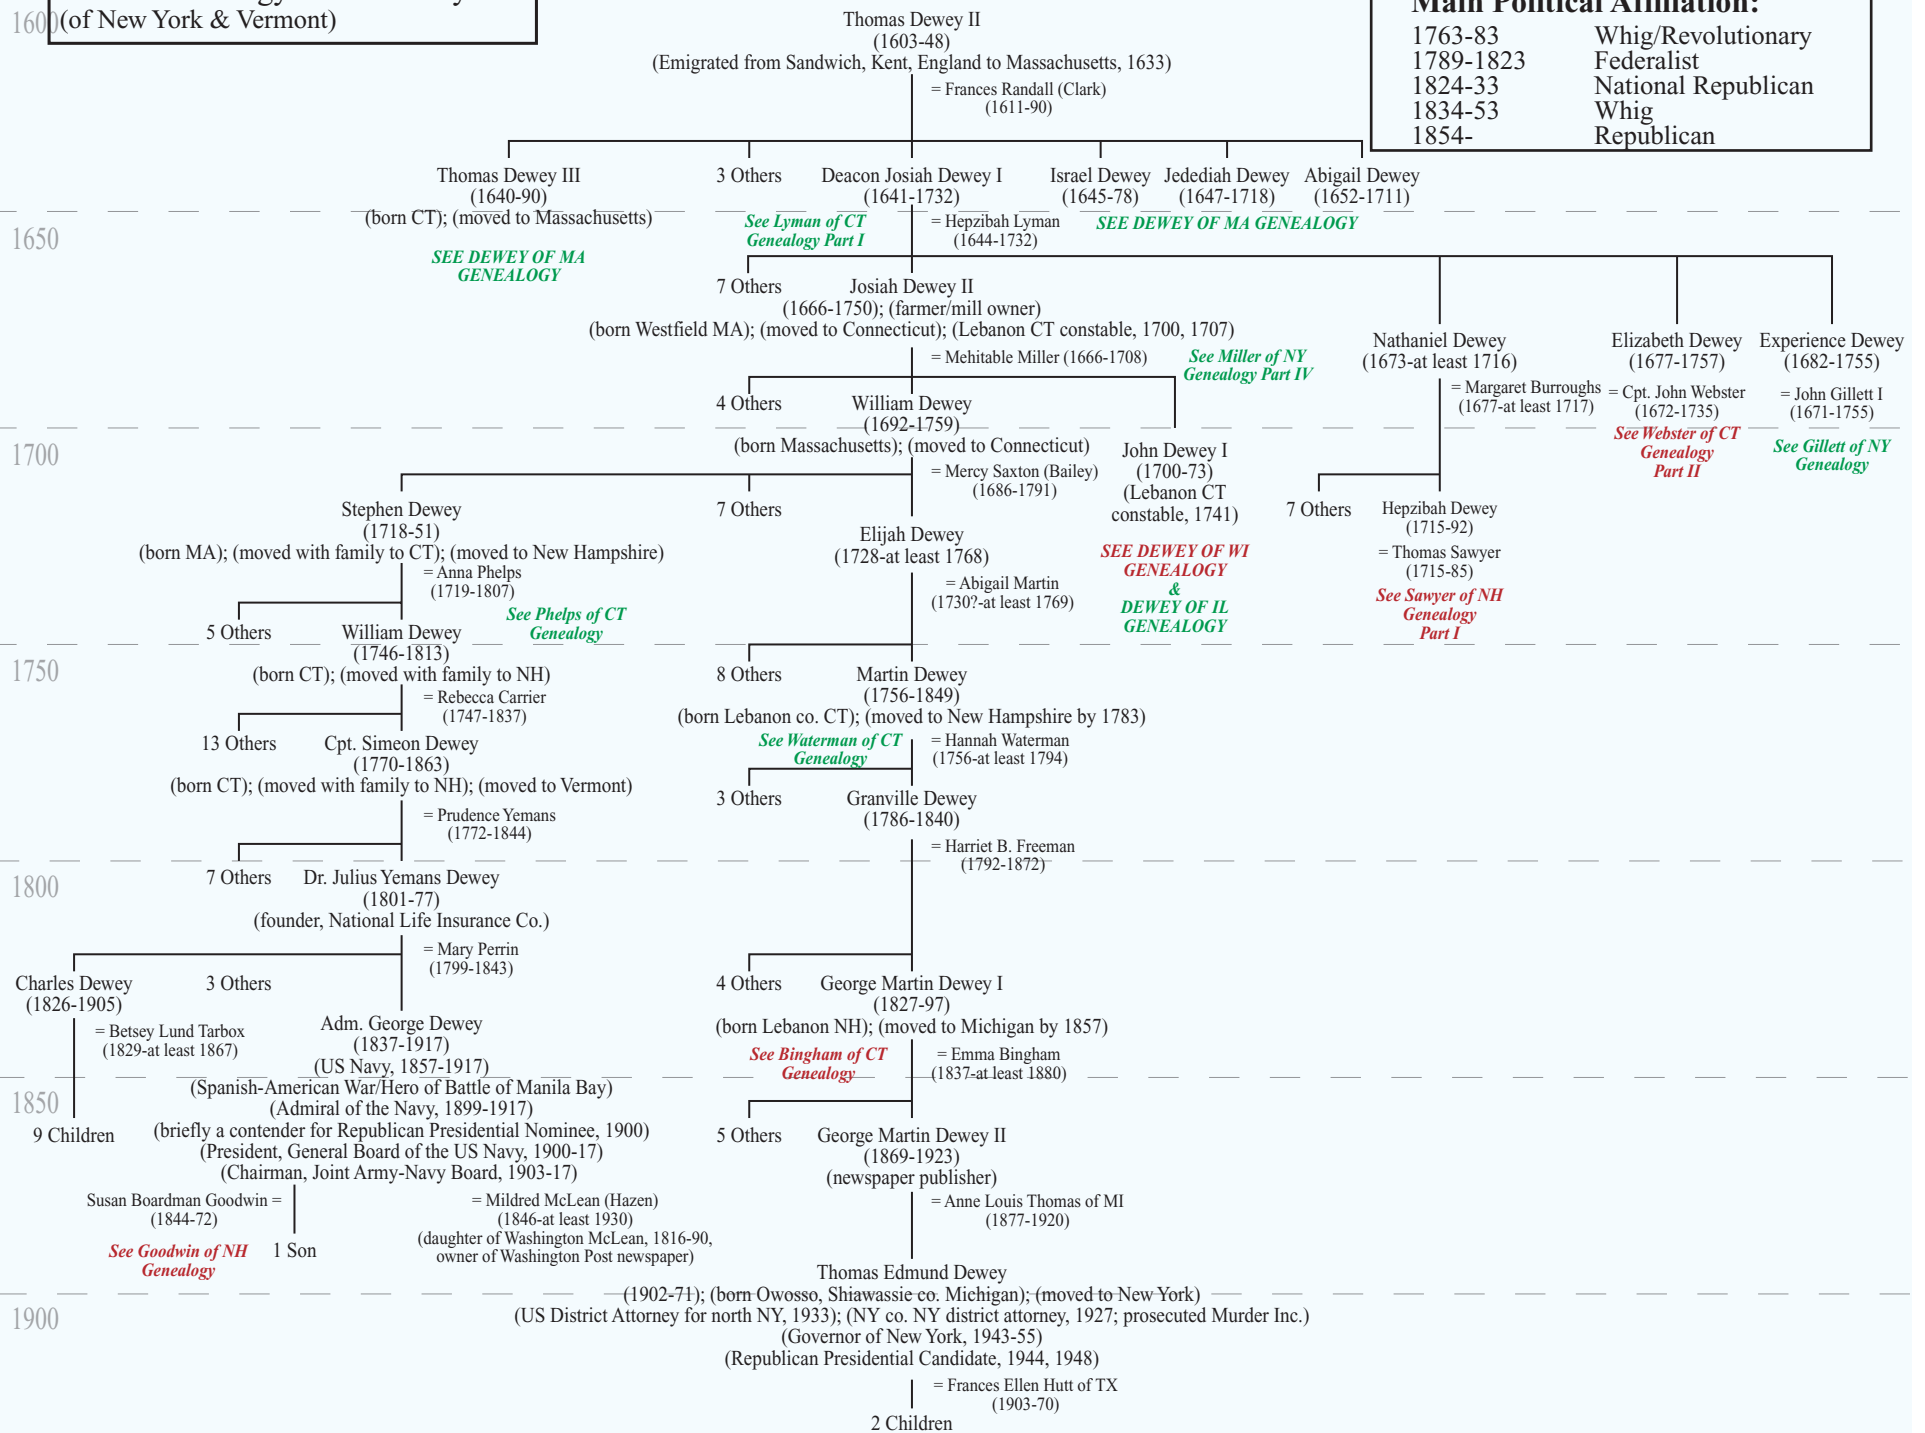 (of New York & Vermont)
Main Political Affiliation:
1763-83 Whig/Revolutionary
1789-1823 Federalist
1824-33 National Republican
1834-53 Whig
1854- Republican
1600
Thomas Dewey II
(1603-48)
(Emigrated from Sandwich, Kent, England to Massachusetts, 1633)
= Frances Randall (Clark)
(1611-90)
Thomas Dewey III
(1640-90)
(born CT); (moved to Massachusetts)
SEE DEWEY OF MA
GENEALOGY
3 Others
Deacon Josiah Dewey I
(1641-1732)
See Lyman of CT
Genealogy Part I
= Hepzibah Lyman
(1644-1732)
Israel Dewey
(1645-78)
Jedediah Dewey
(1647-1718)
Abigail Dewey
(1652-1711)
SEE DEWEY OF MA GENEALOGY
1650
7 Others
Josiah Dewey II
(1666-1750); (farmer/mill owner)
(born Westfield MA); (moved to Connecticut); (Lebanon CT constable, 1700, 1707)
= Mehitable Miller (1666-1708)
See Miller of NY
Genealogy Part IV
Nathaniel Dewey
(1673-at least 1716)
= Margaret Burroughs
(1677-at least 1717)
Elizabeth Dewey
(1677-1757)
= Cpt. John Webster
(1672-1735)
See Webster of CT
Genealogy
Part II
Experience Dewey
(1682-1755)
= John Gillett I
(1671-1755)
See Gillett of NY
Genealogy
4 Others
William Dewey
(1692-1759)
(born Massachusetts); (moved to Connecticut)
= Mercy Saxton (Bailey)
(1686-1791)
1700
John Dewey I
(1700-73)
(Lebanon CT
constable, 1741)
SEE DEWEY OF WI
GENEALOGY
&
DEWEY OF IL
GENEALOGY
7 Others
Hepzibah Dewey
(1715-92)
= Thomas Sawyer
(1715-85)
See Sawyer of NH
Genealogy
Part I
Stephen Dewey
(1718-51)
(born MA); (moved with family to CT); (moved to New Hampshire)
= Anna Phelps
(1719-1807)
See Phelps of CT
Genealogy
7 Others
Elijah Dewey
(1728-at least 1768)
= Abigail Martin
(1730?-at least 1769)
5 Others
William Dewey
(1746-1813)
(born CT); (moved with family to NH)
= Rebecca Carrier
(1747-1837)
1750
8 Others
Martin Dewey
(1756-1849)
(born Lebanon co. CT); (moved to New Hampshire by 1783)
See Waterman of CT
Genealogy
= Hannah Waterman
(1756-at least 1794)
13 Others
Cpt. Simeon Dewey
(1770-1863)
(born CT); (moved with family to NH); (moved to Vermont)
= Prudence Yemans
(1772-1844)
3 Others
Granville Dewey
(1786-1840)
= Harriet B. Freeman
(1792-1872)
1800
7 Others
Dr. Julius Yemans Dewey
(1801-77)
(founder, National Life Insurance Co.)
= Mary Perrin
(1799-1843)
Charles Dewey
(1826-1905)
= Betsey Lund Tarbox
(1829-at least 1867)
9 Children
3 Others
Adm. George Dewey
(1837-1917)
(US Navy, 1857-1917)
(Spanish-American War/Hero of Battle of Manila Bay)
(Admiral of the Navy, 1899-1917)
(briefly a contender for Republican Presidential Nominee, 1900)
(President, General Board of the US Navy, 1900-17)
(Chairman, Joint Army-Navy Board, 1903-17)
Susan Boardman Goodwin =
(1844-72)
See Goodwin of NH
Genealogy
1 Son
= Mildred McLean (Hazen)
(1846-at least 1930)
(daughter of Washington McLean, 1816-90,
owner of Washington Post newspaper)
4 Others
George Martin Dewey I
(1827-97)
(born Lebanon NH); (moved to Michigan by 1857)
See Bingham of CT
Genealogy
= Emma Bingham
(1837-at least 1880)
1850
5 Others
George Martin Dewey II
(1869-1923)
(newspaper publisher)
= Anne Louis Thomas of MI
(1877-1920)
1900
Thomas Edmund Dewey
(1902-71); (born Owosso, Shiawassie co. Michigan); (moved to New York)
(US District Attorney for north NY, 1933); (NY co. NY district attorney, 1927; prosecuted Murder Inc.)
(Governor of New York, 1943-55)
(Republican Presidential Candidate, 1944, 1948)
= Frances Ellen Hutt of TX
(1903-70)
2 Children